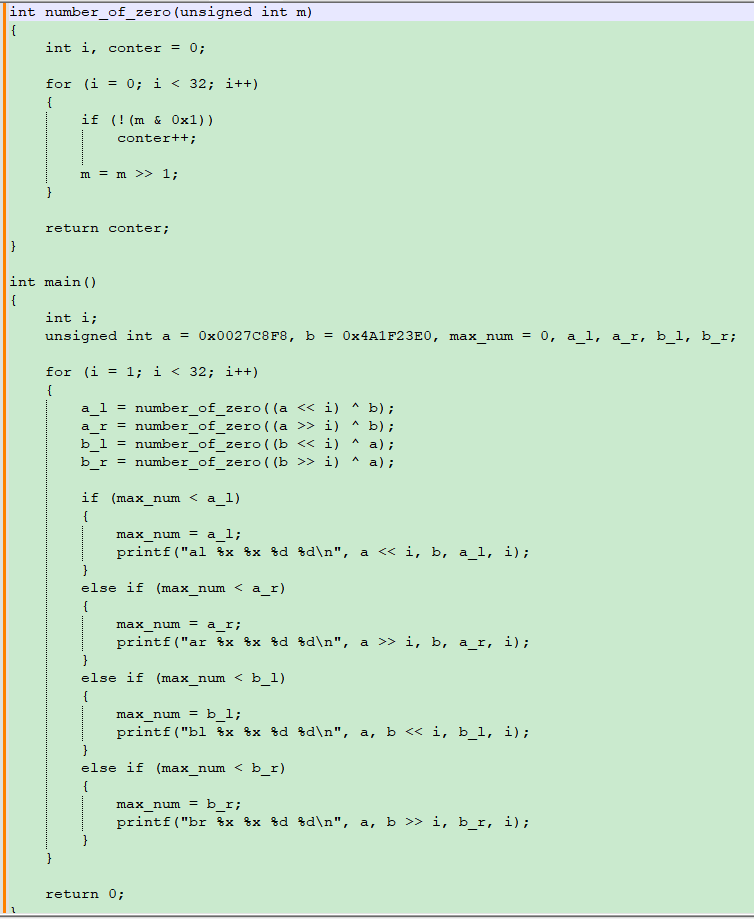 int number_of_zero(unsigned int m)
{
    int i, conter = 0;

    for (i = 0; i < 32; i++)
    {
        if (!(m & 0x1))
            conter++;

        m = m >> 1;
    }

    return conter;
}

int main()
{
    int i;
    unsigned int a = 0x0027C8F8, b = 0x4A1F23E0, max_num = 0, a_l, a_r, b_l, b_r;

    for (i = 1; i < 32; i++)
    {
        a_l = number_of_zero((a << i) ^ b);
        a_r = number_of_zero((a >> i) ^ b);
        b_l = number_of_zero((b << i) ^ a);
        b_r = number_of_zero((b >> i) ^ a);

        if (max_num < a_l)
        {
            max_num = a_l;
            printf("al %x %x %d %d\n", a << i, b, a_l, i);
        }
        else if (max_num < a_r)
        {
            max_num = a_r;
            printf("ar %x %x %d %d\n", a >> i, b, a_r, i);
        }
        else if (max_num < b_l)
        {
            max_num = b_l;
            printf("bl %x %x %d %d\n", a, b << i, b_l, i);
        }
        else if (max_num < b_r)
        {
            max_num = b_r;
            printf("br %x %x %d %d\n", a, b >> i, b_r, i);
        }
    }

    return 0;
}